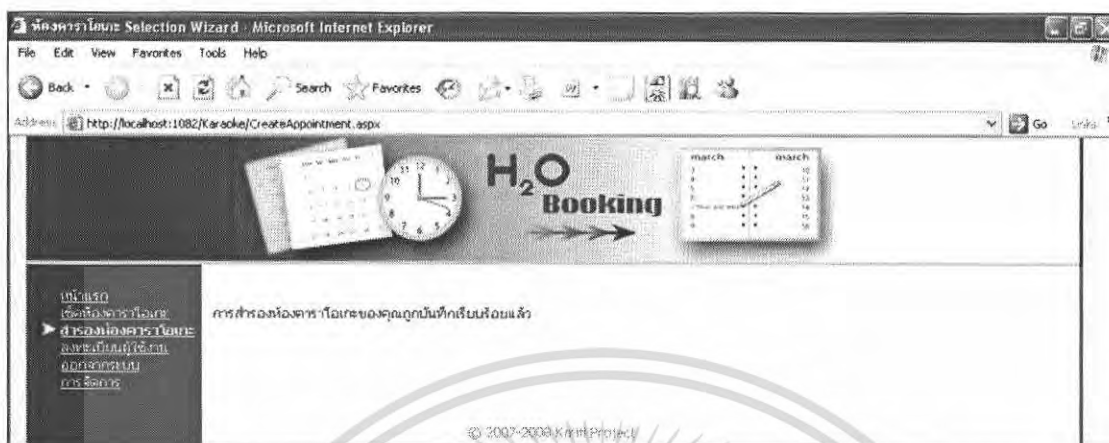 ห้องคาราโอเกะ Selection Wizard - Microsoft Internet Explorer
File Edit View Favorites Tools Help
Back Search Favorites
Address http://localhost:1082/Karaoke/CreateAppointment.aspx Go Links
march march
H2O
Booking
หน้าแรก
เช็คห้องคาราโอเกะ
สำรองห้องคาราโอเกะ
ลงทะเบียนผู้ใช้งาน
ออกจากระบบ
การจัดการ
การสำรองห้องคาราโอเกะของคุณถูกบันทึกเรียบร้อยแล้ว
© 2007-2008 Project